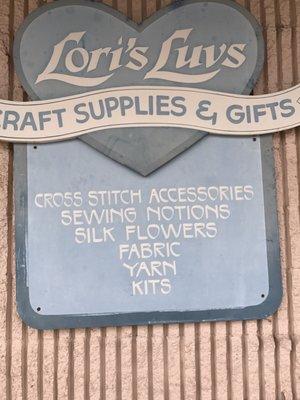 Lori's Luvs
CRAFT SUPPLIES & GIFTS
CROSS STITCH ACCESSORIES
SEWING NOTIONS
SILK FLOWERS
FABRIC
YARN
KITS